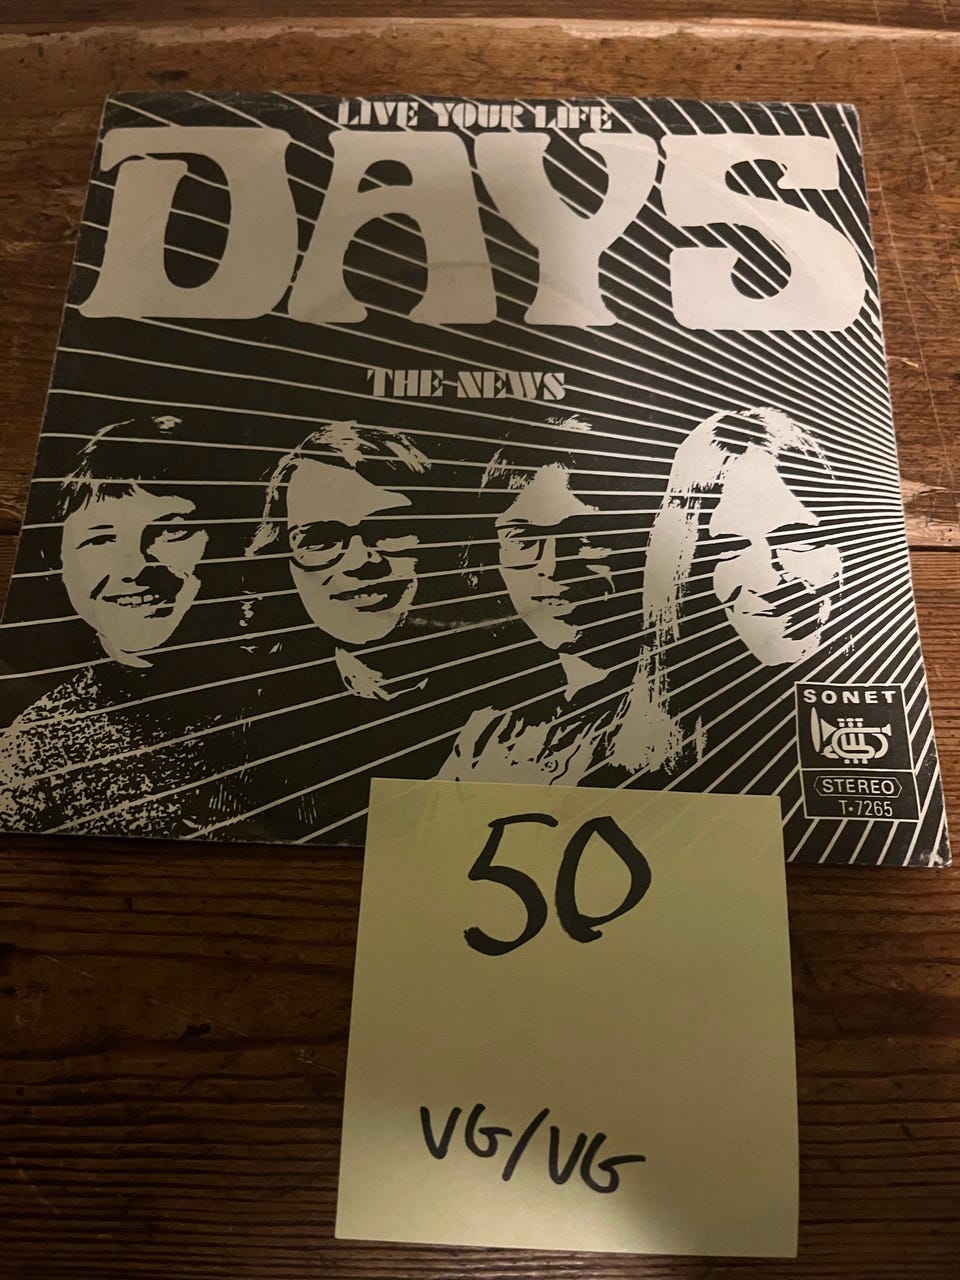 LIVE YOUR LIFE
DAYS
THE NEWS
SONET
STEREO
T·7265
50
VG/VG